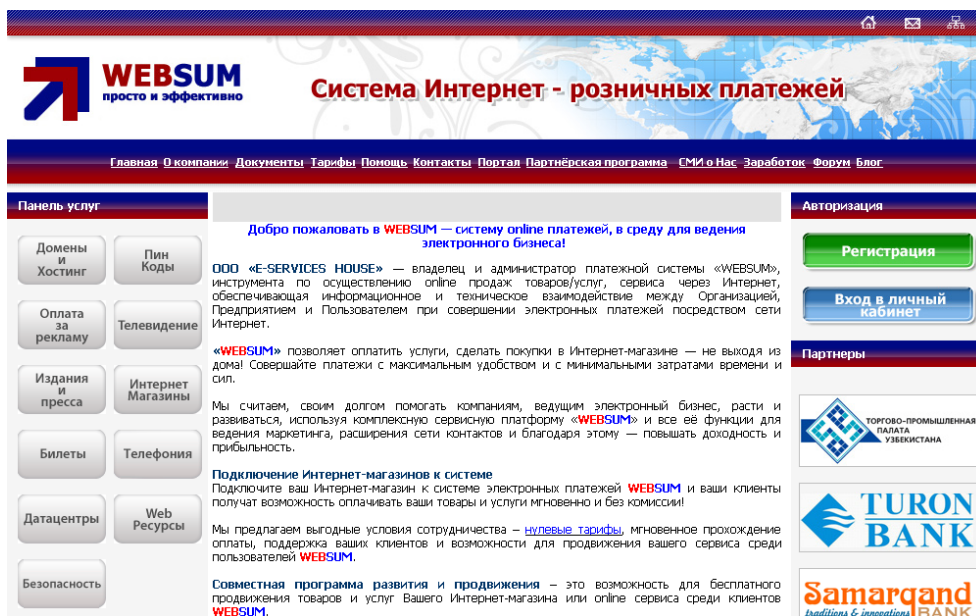 WEBSUM
просто и эффективно
Система Интернет - розничных платежей
Главная О компании Документы Тарифы Помощь Контакты Портал Партнёрская программа СМИ о Нас Заработок Форум Блог
Панель услуг
Домены
и
Хостинг
Пин
Коды
Оплата
за
рекламу
Телевидение
Издания
и
пресса
Интернет
Магазины
Билеты
Телефония
Датацентры
Web
Ресурсы
Безопасность
Добро пожаловать в WEBSUM — систему online платежей, в среду для ведения
электронного бизнеса!
ООО «E-SERVICES HOUSE» — владелец и администратор платежной системы «WEBSUM»,
инструмента по осуществлению online продаж товаров/услуг, сервиса через Интернет,
обеспечивающая информационное и техническое взаимодействие между Организацией,
Предприятием и Пользователем при совершении электронных платежей посредством сети
Интернет.
«WEBSUM» позволяет оплатить услуги, сделать покупки в Интернет-магазине — не выходя из
дома! Совершайте платежи с максимальным удобством и с минимальными затратами времени и
сил.
Мы считаем, своим долгом помогать компаниям, ведущим электронный бизнес, расти и
развиваться, используя комплексную сервисную платформу «WEBSUM» и все её функции для
ведения маркетинга, расширения сети контактов и благодаря этому — повышать доходность и
прибыльность.
Подключение Интернет-магазинов к системе
Подключите ваш Интернет-магазин к системе электронных платежей WEBSUM и ваши клиенты
получат возможность оплачивать ваши товары и услуги мгновенно и без комиссии!
Мы предлагаем выгодные условия сотрудничества – нулевые тарифы, мгновенное прохождение
оплаты, поддержка ваших клиентов и возможности для продвижения вашего сервиса среди
пользователей WEBSUM.
Совместная программа развития и продвижения – это возможность для бесплатного
продвижения товаров и услуг Вашего Интернет-магазина или online сервиса среди клиентов
WEBSUM.
Авторизация
Регистрация
Вход в личный
кабинет
Партнеры
ТОРГОВО-ПРОМЫШЛЕННАЯ
ПАЛАТА
УЗБЕКИСТАНА
TURON
BANK
Samarqand
traditions & innovations BANK